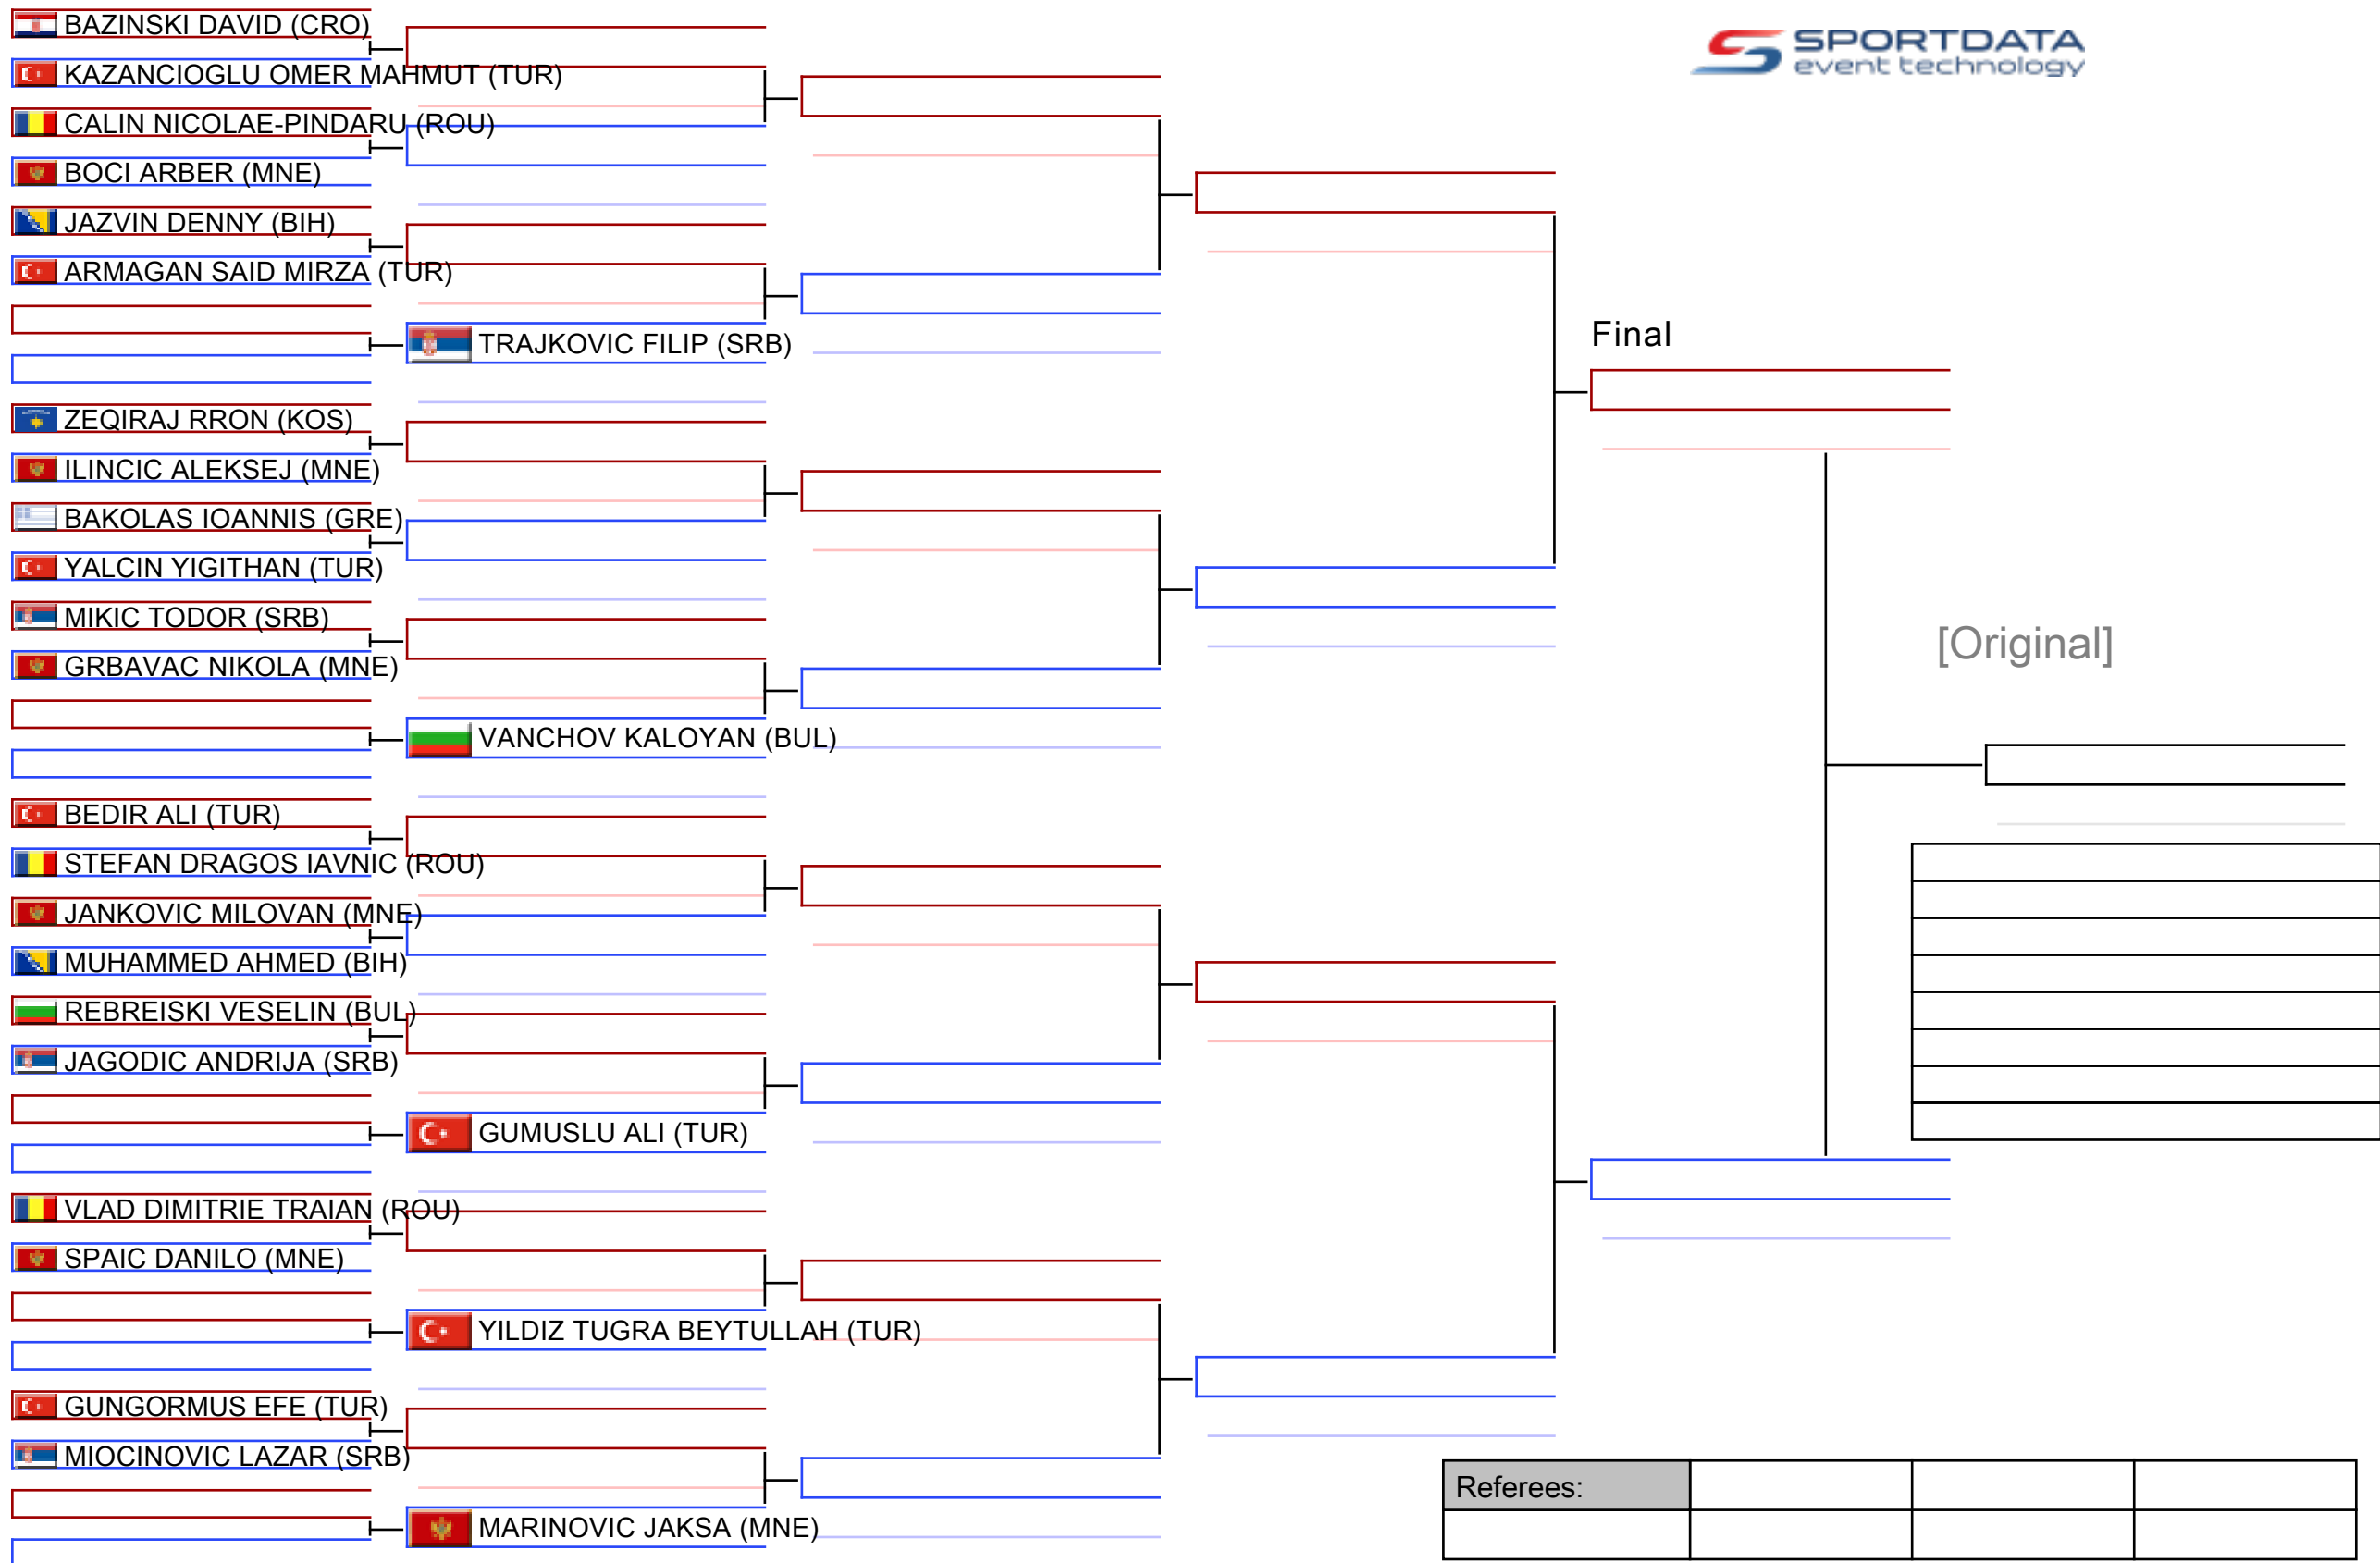 BAZINSKI DAVID (CRO)
KAZANCIOGLU OMER MAHMUT (TUR)
CALIN NICOLAE-PINDARU (ROU)
BOCI ARBER (MNE)
JAZVIN DENNY (BIH)
ARMAGAN SAID MIRZA (TUR)
TRAJKOVIC FILIP (SRB)
ZEQIRAJ RRON (KOS)
ILINCIC ALEKSEJ (MNE)
BAKOLAS IOANNIS (GRE)
YALCIN YIGITHAN (TUR)
MIKIC TODOR (SRB)
GRBAVAC NIKOLA (MNE)
VANCHOV KALOYAN (BUL)
BEDIR ALI (TUR)
STEFAN DRAGOS IAVNIC (ROU)
JANKOVIC MILOVAN (MNE)
MUHAMMED AHMED (BIH)
REBREISKI VESELIN (BUL)
JAGODIC ANDRIJA (SRB)
GUMUSLU ALI (TUR)
VLAD DIMITRIE TRAIAN (ROU)
SPAIC DANILO (MNE)
YILDIZ TUGRA BEYTULLAH (TUR)
GUNGORMUS EFE (TUR)
MIOCINOVIC LAZAR (SRB)
MARINOVIC JAKSA (MNE)
SPORTDATA
event technology
Final
[Original]
Referees: